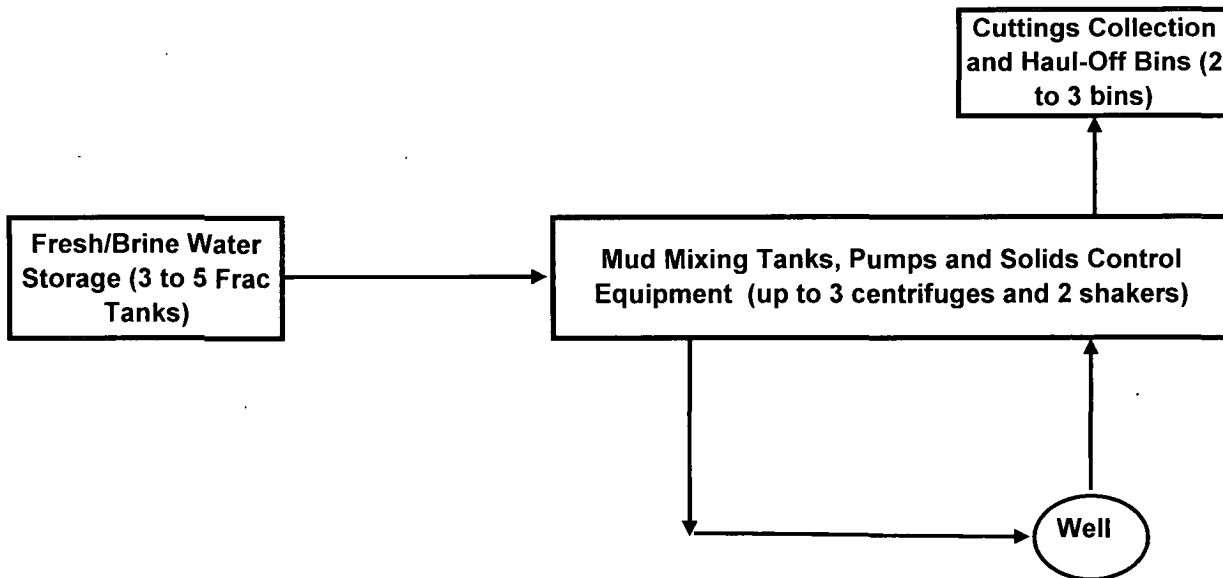 Cuttings Collection
and Haul-Off Bins (2
to 3 bins)
Fresh/Brine Water
Storage (3 to 5 Frac
Tanks)
Mud Mixing Tanks, Pumps and Solids Control
Equipment (up to 3 centrifuges and 2 shakers)
Well